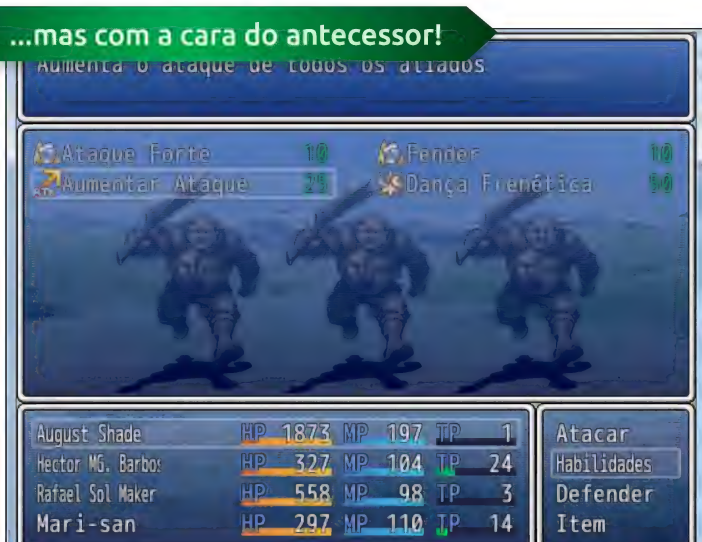 ...mas com a cara do antecessor!
Aumenta o ataque de todos os aliados
Ataque Forte 10 Fender 10
Aumentar Ataque 25 Dança Frenética 50
August Shade HP 1873 MP 197 TP 1 Atacar
Hector MG. Barbos HP 327 MP 104 TP 24 Habilidades
Rafael Sol Maker HP 558 MP 98 TP 3 Defender
Mari-san HP 297 MP 110 TP 14 Item